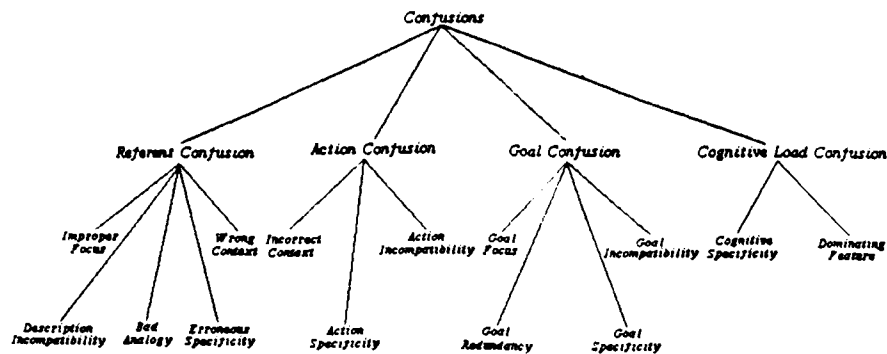 Confusions
Referent Confusion
Action Confusion
Goal Confusion
Cognitive Load Confusion
Improper
Focus
Wrong
Context
Incorrect
Context
Action
Incompatibility
Goal
Focus
Goal
Incompatibility
Cognitive
Specificity
Dominating
Feature
Description
Incompatibility
Bad
Analogy
Erroneous
Specificity
Action
Specificity
Goal
Redundancy
Goal
Specificity